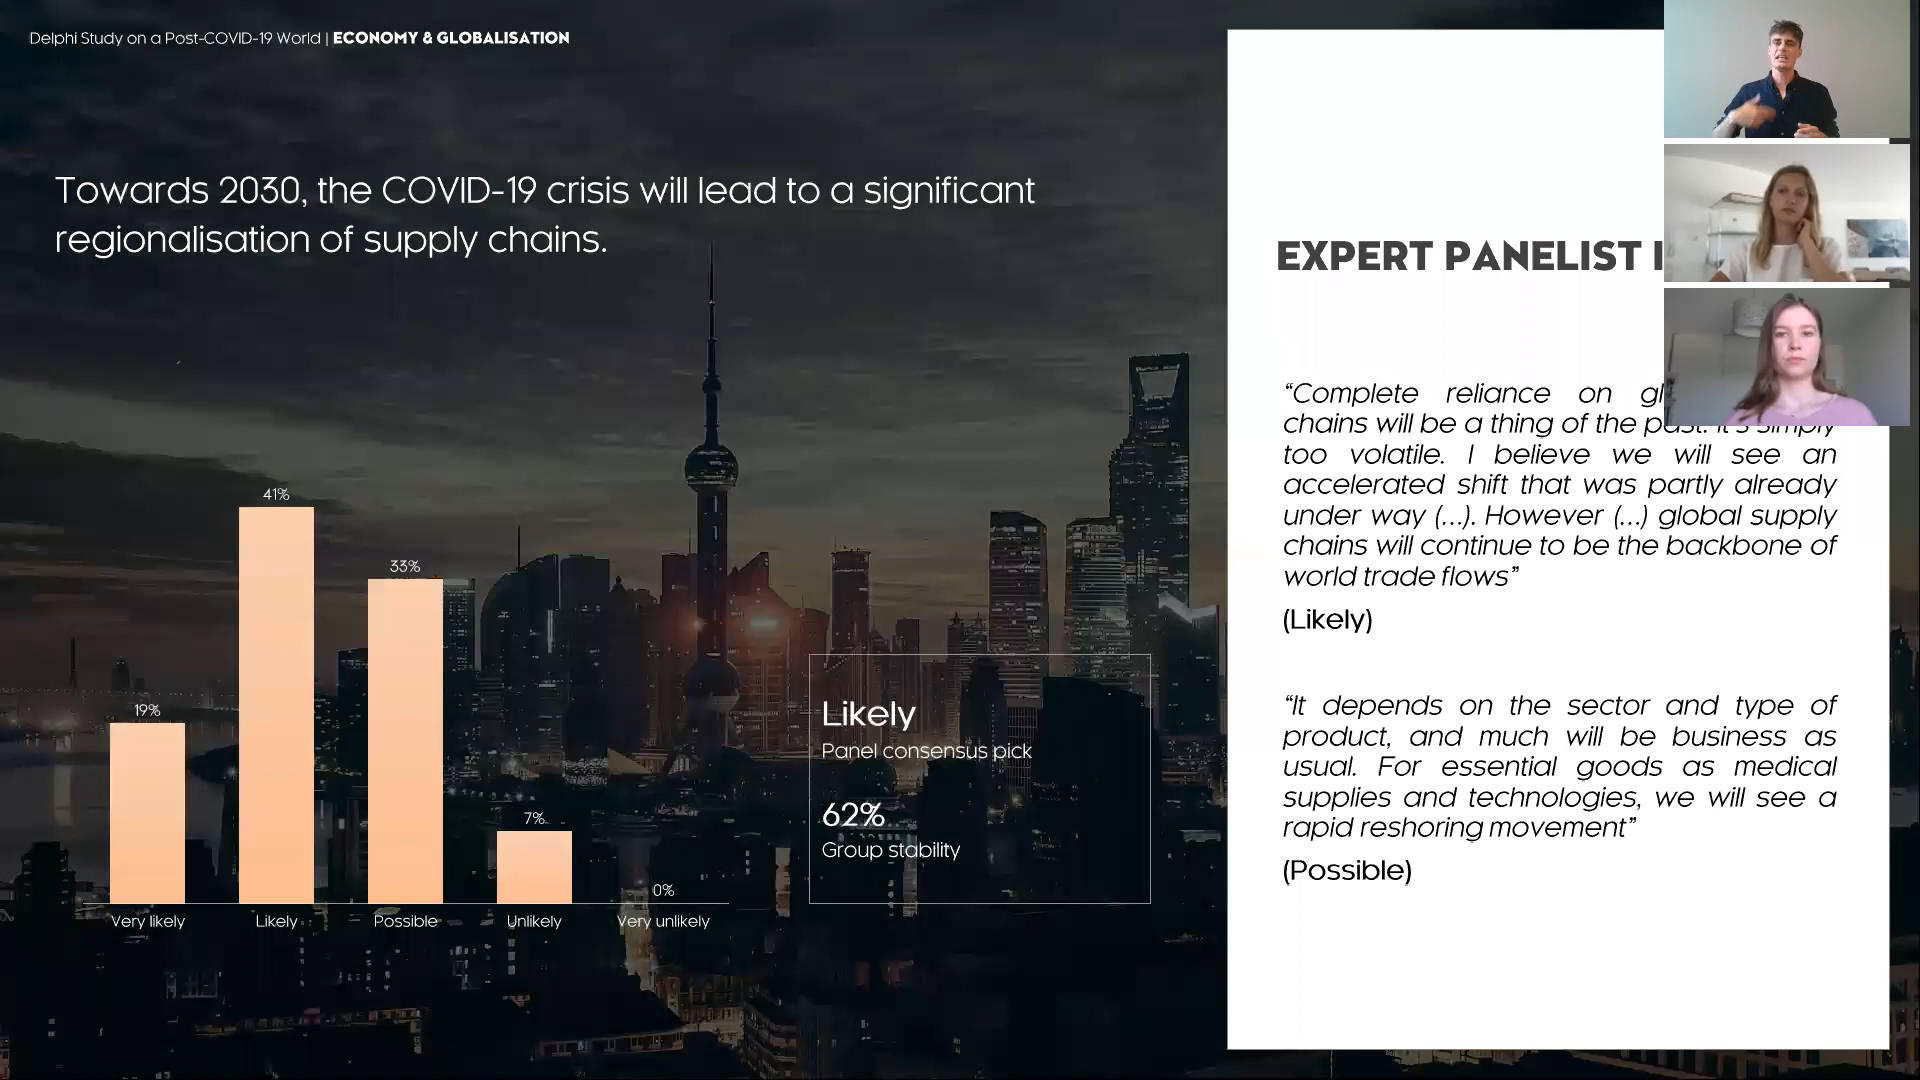 Delphi Study on a Post-COVID-19 World | ECONOMY & GLOBALISATION
Towards 2030, the COVID-19 crisis will lead to a significant
regionalisation of supply chains.
41%
33%
19%
7%
0%
Very likely
Likely
Possible
Unlikely
Very unlikely
Likely
Panel consensus pick
62%
Group stability
EXPERT PANELIST
“Complete reliance on
chains will be a thing of the past. It's simply
too volatile. I believe we will see an
accelerated shift that was partly already
under way (...). However (...) global supply
chains will continue to be the backbone of
world trade flows”
(Likely)
“It depends on the sector and type of
product, and much will be business as
usual. For essential goods as medical
supplies and technologies, we will see a
rapid reshoring movement”
(Possible)